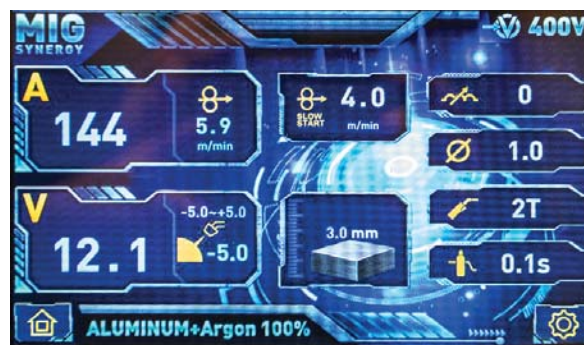 MIG
SYNERGY
400V
A
144
5.9
m/min
SLOW
START
4.0
m/min
0
1.0
V
12.1
-5.0~+5.0
-5.0
3.0 mm
2T
0.1s
ALUMINUM+Argon 100%